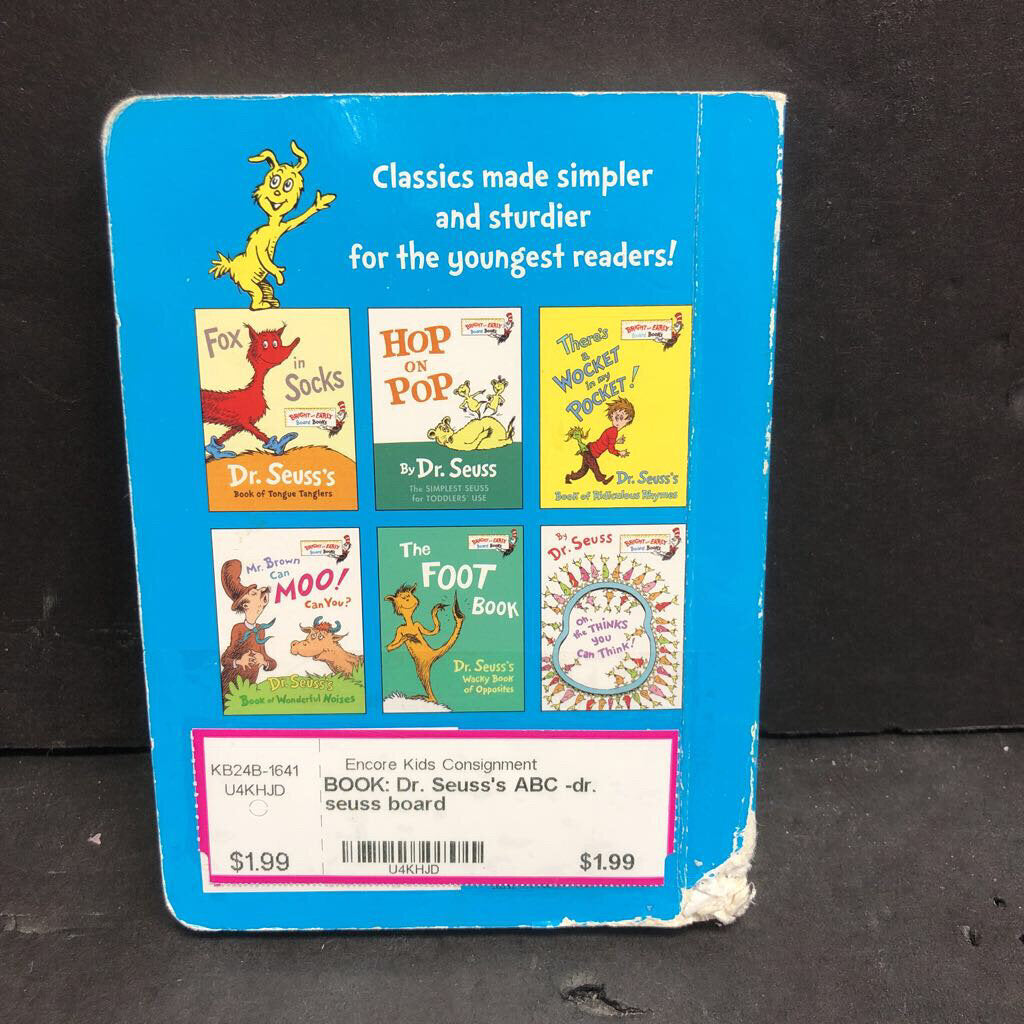 Classics made simpler
and sturdier
for the youngest readers!
Fox
in
Socks
BRIGHT and EARLY
Board Books
Dr. Seuss's
Book of Tongue Tanglers
BRIGHT and EARLY
Board Books
HOP
ON
POP
By Dr. Seuss
The SIMPLEST SEUSS
for TODDLERS' USE
BRIGHT and EARLY
Board Books
There's
a
WOCKET
in my
POCKET!
Dr. Seuss's
Book of Ridiculous Rhymes
BRIGHT and EARLY
Board Books
Mr. Brown
Can
MOO!
Can You?
Dr. Seuss's
Book of Wonderful Noises
BRIGHT and EARLY
Board Books
The
FOOT
BOOK
Dr. Seuss's
Wacky Book
of Opposites
By
Dr. Seuss
BRIGHT and EARLY
Board Books
Oh,
the THINKS
you
can Think!
KB24B-1641
U4KHJD
$1.99
Encore Kids Consignment
BOOK: Dr. Seuss's ABC -dr.
seuss board
U4KHJD
$1.99